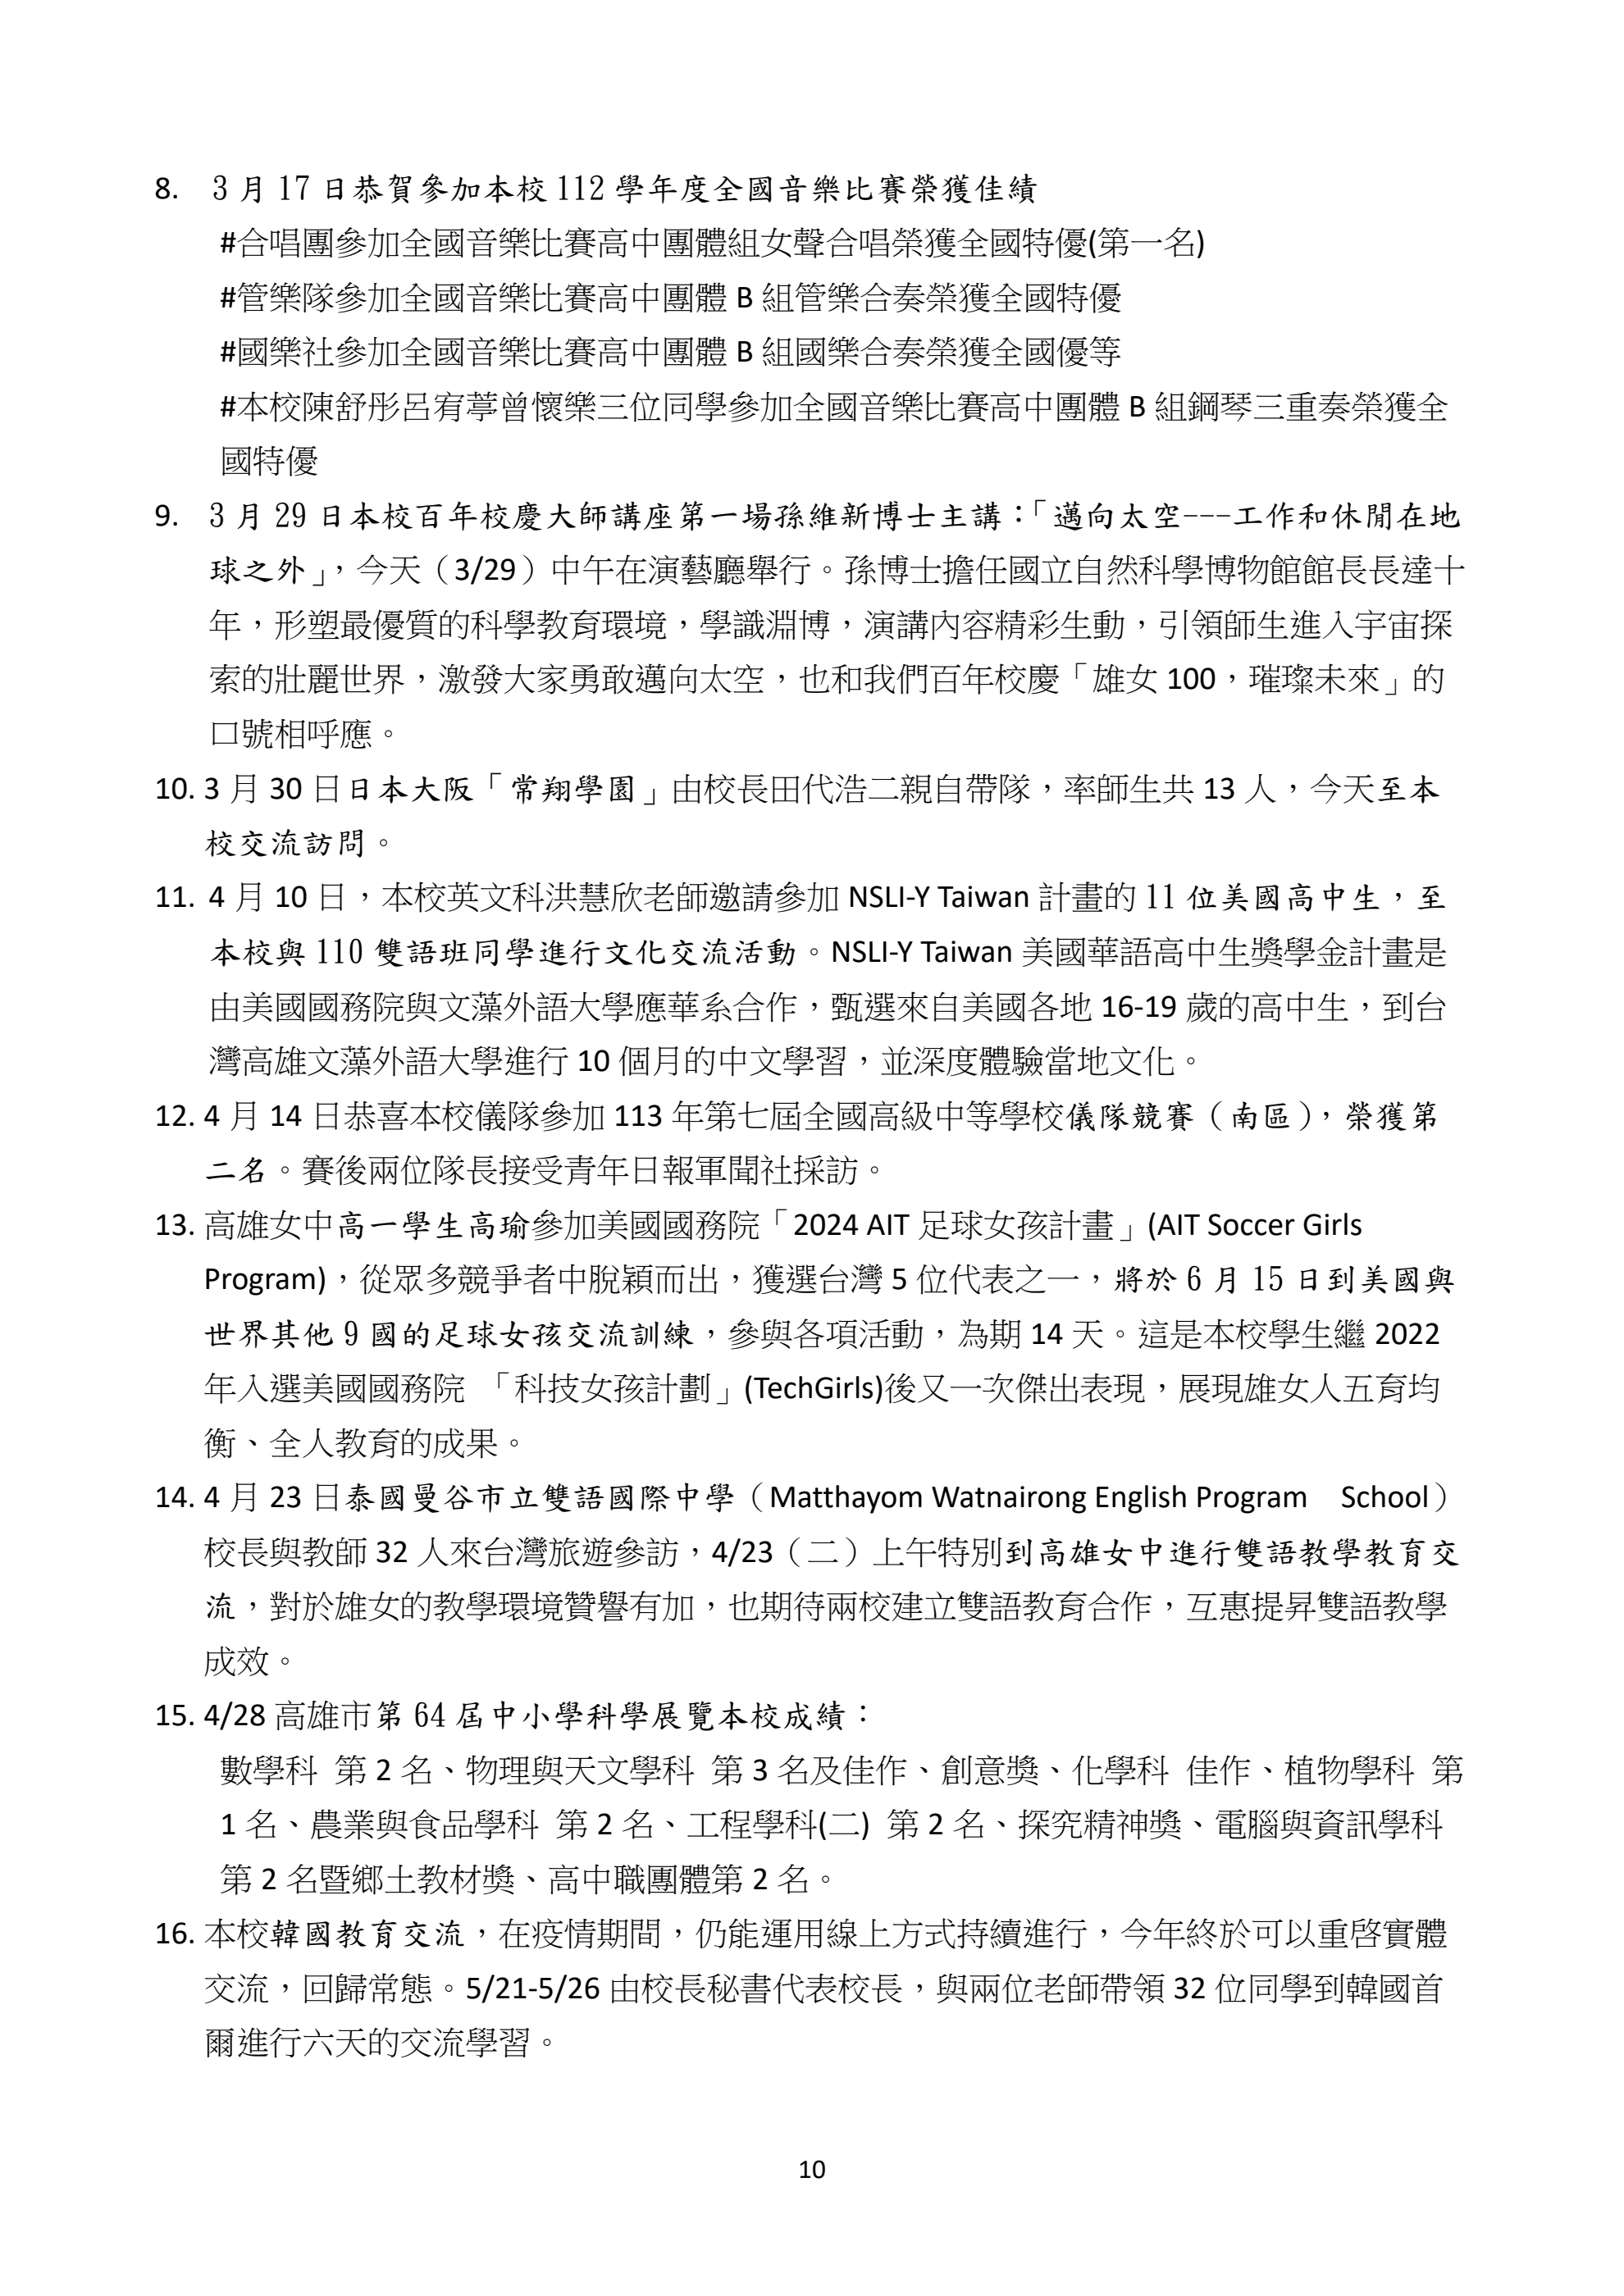 8. 3 月 17 日恭賀參加本校 112 學年度全國音樂比賽榮獲佳績
#合唱團參加全國音樂比賽高中團體組女聲合唱榮獲全國特優(第一名)
#管樂隊參加全國音樂比賽高中團體 B 組管樂合奏榮獲全國特優
#國樂社參加全國音樂比賽高中團體 B 組國樂合奏榮獲全國優等
#本校陳舒彤呂宥葶曾懷樂三位同學參加全國音樂比賽高中團體 B 組鋼琴三重奏榮獲全
國特優
9. 3 月 29 日本校百年校慶大師講座第一場孫維新博士主講：「邁向太空---工作和休閒在地
球之外」，今天（3/29）中午在演藝廳舉行。孫博士擔任國立自然科學博物館館長長達十
年，形塑最優質的科學教育環境，學識淵博，演講內容精彩生動，引領師生進入宇宙探
索的壯麗世界，激發大家勇敢邁向太空，也和我們百年校慶「雄女 100，璀璨未來」的
口號相呼應。
10. 3 月 30 日日本大阪「常翔學園」由校長田代浩二親自帶隊，率師生共 13 人，今天至本
校交流訪問。
11. 4 月 10 日，本校英文科洪慧欣老師邀請參加 NSLI-Y Taiwan 計畫的 11 位美國高中生，至
本校與 110 雙語班同學進行文化交流活動。NSLI-Y Taiwan 美國華語高中生獎學金計畫是
由美國國務院與文藻外語大學應華系合作，甄選來自美國各地 16-19 歲的高中生，到台
灣高雄文藻外語大學進行 10 個月的中文學習，並深度體驗當地文化。
12. 4 月 14 日恭喜本校儀隊參加 113 年第七屆全國高級中等學校儀隊競賽（南區），榮獲第
二名。賽後兩位隊長接受青年日報軍聞社採訪。
13. 高雄女中高一學生高瑜參加美國國務院「2024 AIT 足球女孩計畫」(AIT Soccer Girls
Program)，從眾多競爭者中脫穎而出，獲選台灣 5 位代表之一，將於 6 月 15 日到美國與
世界其他 9 國的足球女孩交流訓練，參與各項活動，為期 14 天。這是本校學生繼 2022
年入選美國國務院 「科技女孩計劃」(TechGirls)後又一次傑出表現，展現雄女人五育均
衡、全人教育的成果。
14. 4 月 23 日泰國曼谷市立雙語國際中學（Matthayom Watnairong English Program School）
校長與教師 32 人來台灣旅遊參訪，4/23（二）上午特別到高雄女中進行雙語教學教育交
流，對於雄女的教學環境贊譽有加，也期待兩校建立雙語教育合作，互惠提昇雙語教學
成效。
15. 4/28 高雄市第 64 屆中小學科學展覽本校成績：
數學科 第 2 名、物理與天文學科 第 3 名及佳作、創意獎、化學科 佳作、植物學科 第
1 名、農業與食品學科 第 2 名、工程學科(二) 第 2 名、探究精神獎、電腦與資訊學科
第 2 名暨鄉土教材獎、高中職團體第 2 名。
16. 本校韓國教育交流，在疫情期間，仍能運用線上方式持續進行，今年終於可以重啓實體
交流，回歸常態。5/21-5/26 由校長秘書代表校長，與兩位老師帶領 32 位同學到韓國首
爾進行六天的交流學習。
10